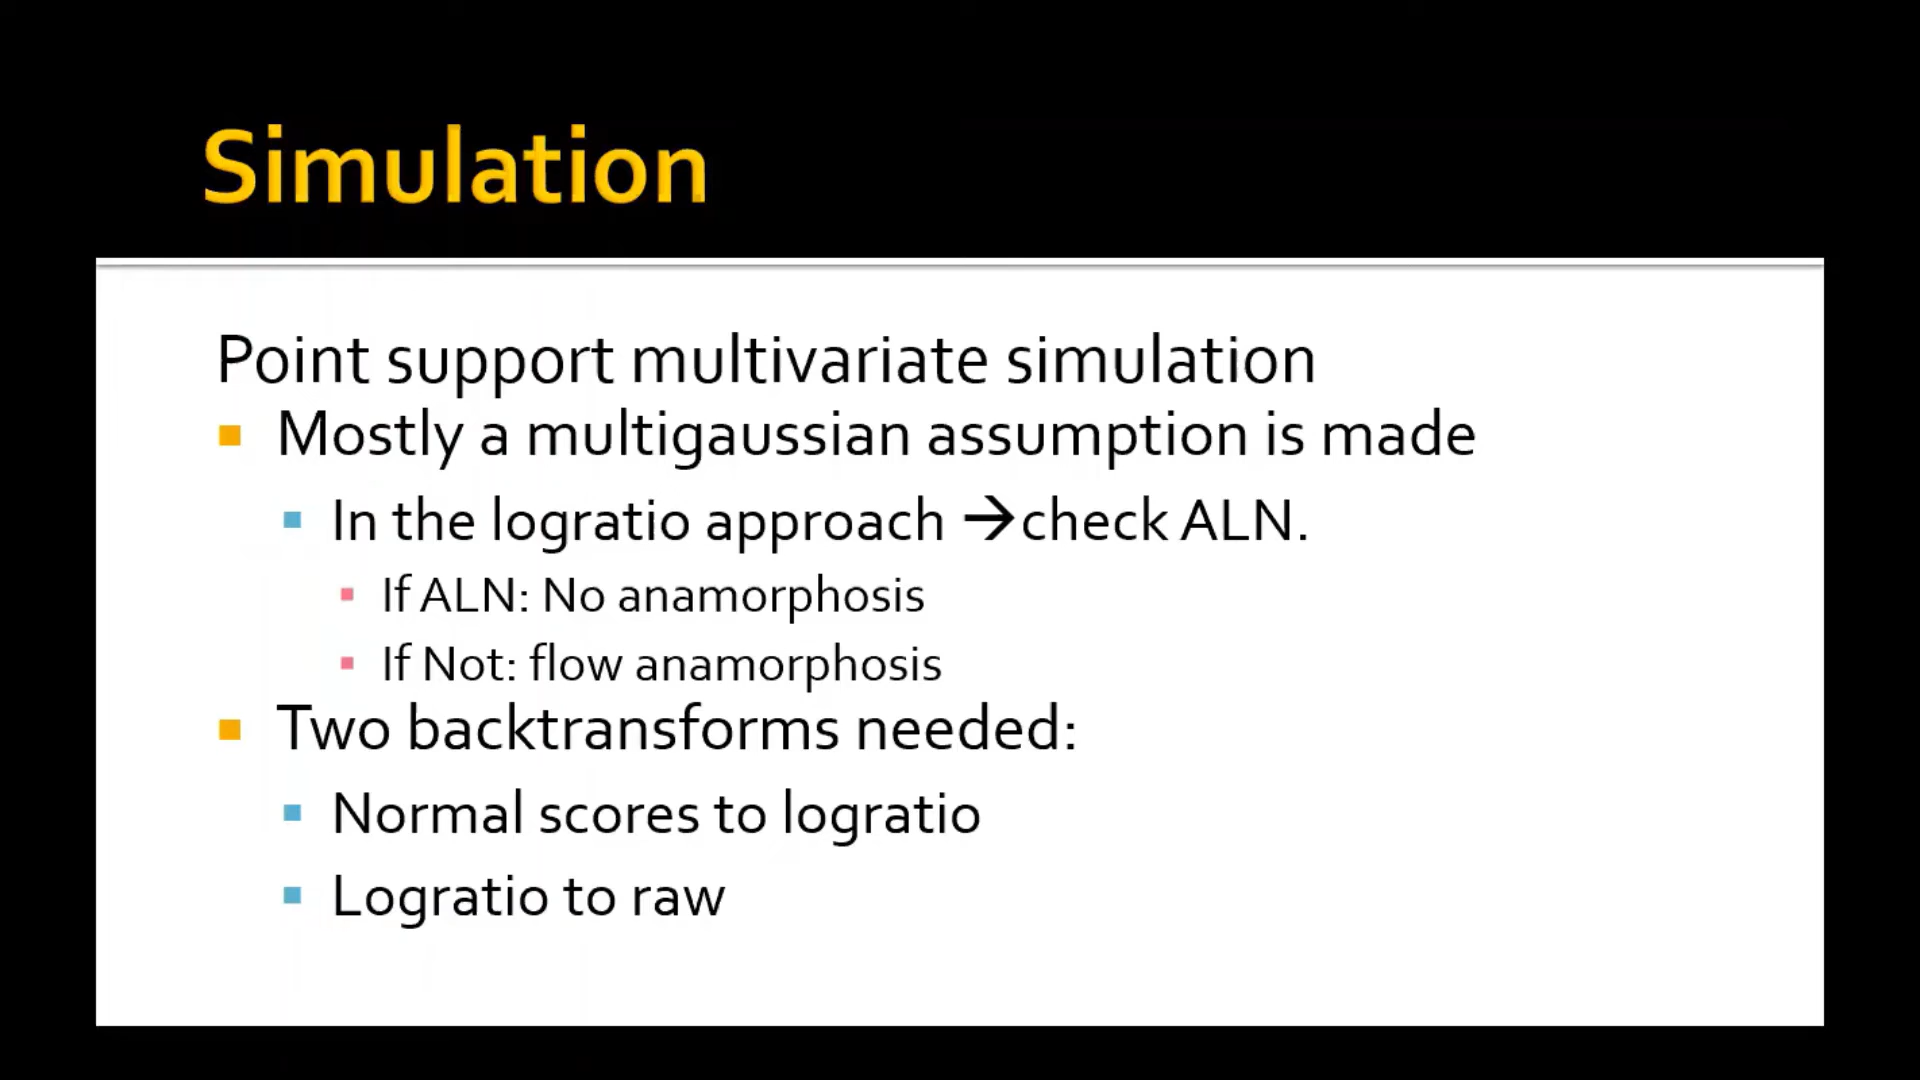 Simulation
Point support multivariate simulation
Mostly a multigaussian assumption is made
In the logratio approach →check ALN.
If ALN: No anamorphosis
If Not: flow anamorphosis
Two backtransforms needed:
Normal scores to logratio
Logratio to raw